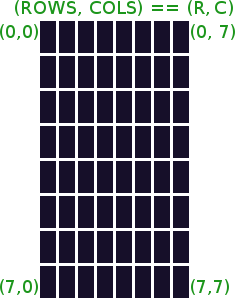 (ROWS, COLS) == (R,C)
(0,0) (0, 7)
(7,0) (7,7)